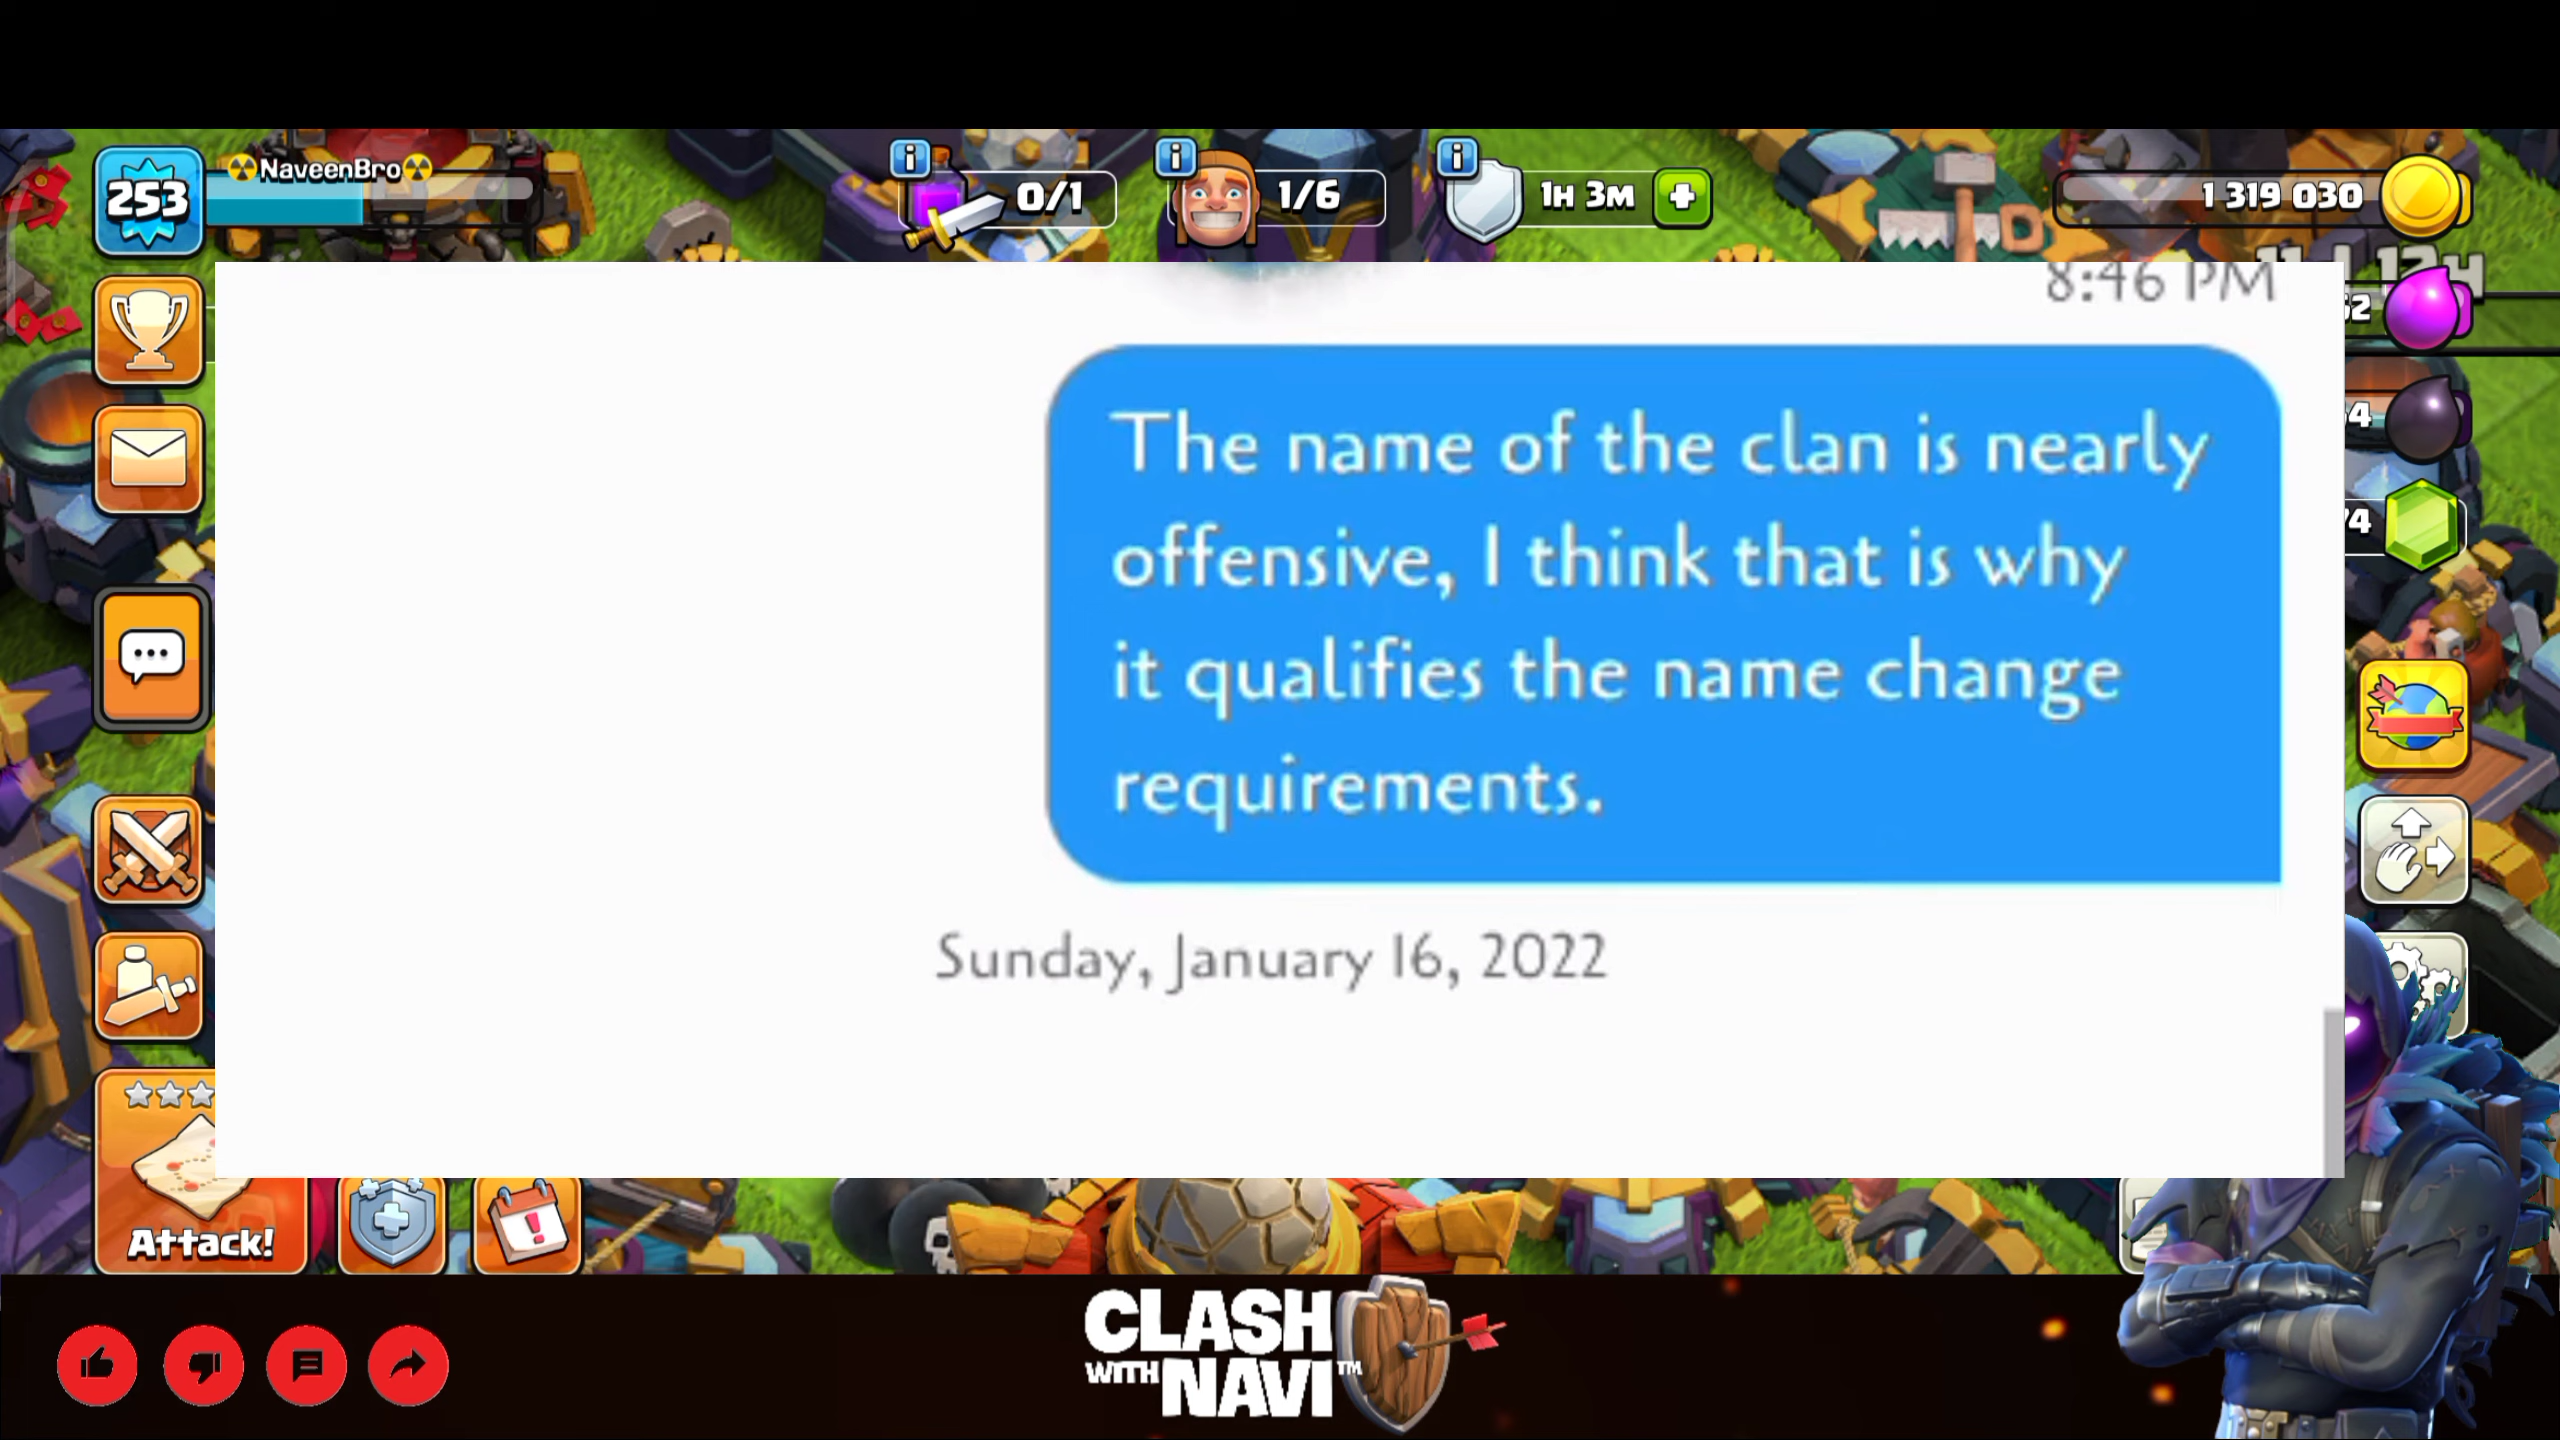 253
NaveenBro
0/1
1/6
1H 3M
1 319 030
8:46 PM
The name of the clan is nearly
offensive, I think that is why
it qualifies the name change
requirements.
Sunday, January 16, 2022
Attack!
CLASH
WITH NAVI™